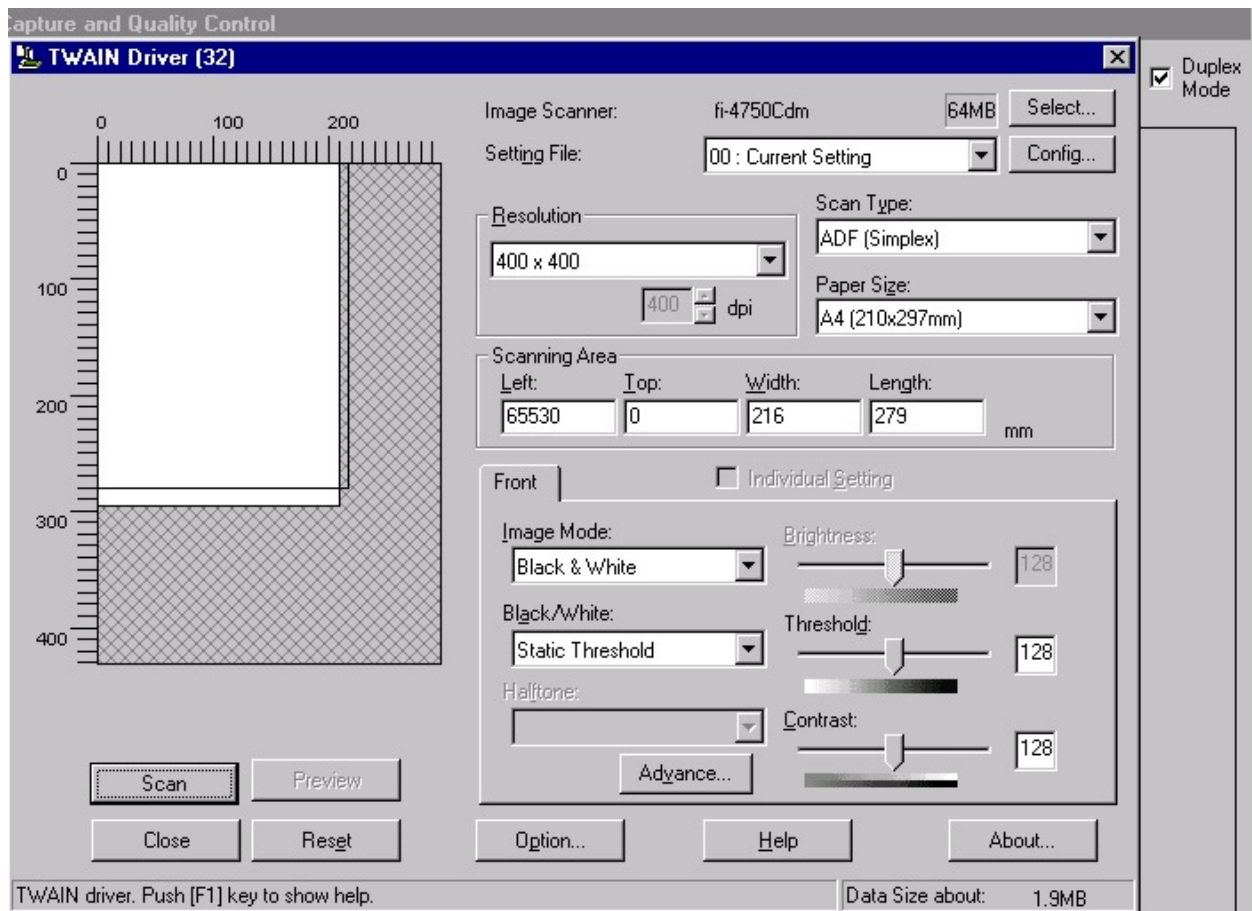 Capture and Quality Control
TWAIN Driver (32)
Duplex
Mode
Image Scanner: fi-4750Cdm 64MB Select...
Setting File: 00 : Current Setting Config...
0 100 200
0
100
200
300
400
Resolution
400 x 400
400 dpi
Scan Type:
ADF (Simplex)
Paper Size:
A4 (210x297mm)
Scanning Area
Left: Top: Width: Length:
65530 0 216 279 mm
Front
Individual Setting
Image Mode:
Black & White
Black/White:
Static Threshold
Halftone:
Advance...
Brightness:
128
Threshold:
128
Contrast:
128
Scan Preview
Close Reset Option... Help About...
TWAIN driver. Push [F1] key to show help. Data Size about: 1.9MB